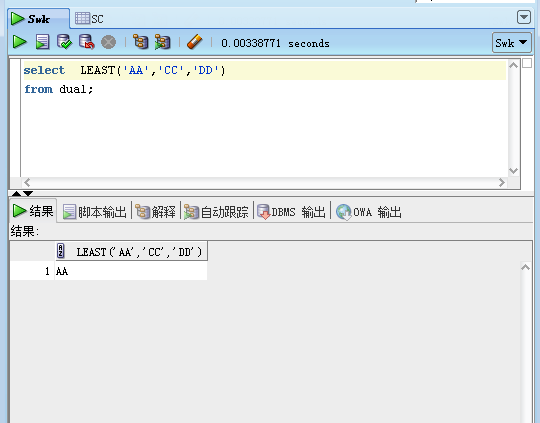 Swk SC
0.00338771 seconds Swk
select LEAST('AA','CC','DD')
from dual;
结果 脚本输出 解释 自动跟踪 DBMS 输出 OWA 输出
结果:
LEAST('AA','CC','DD')
1 AA